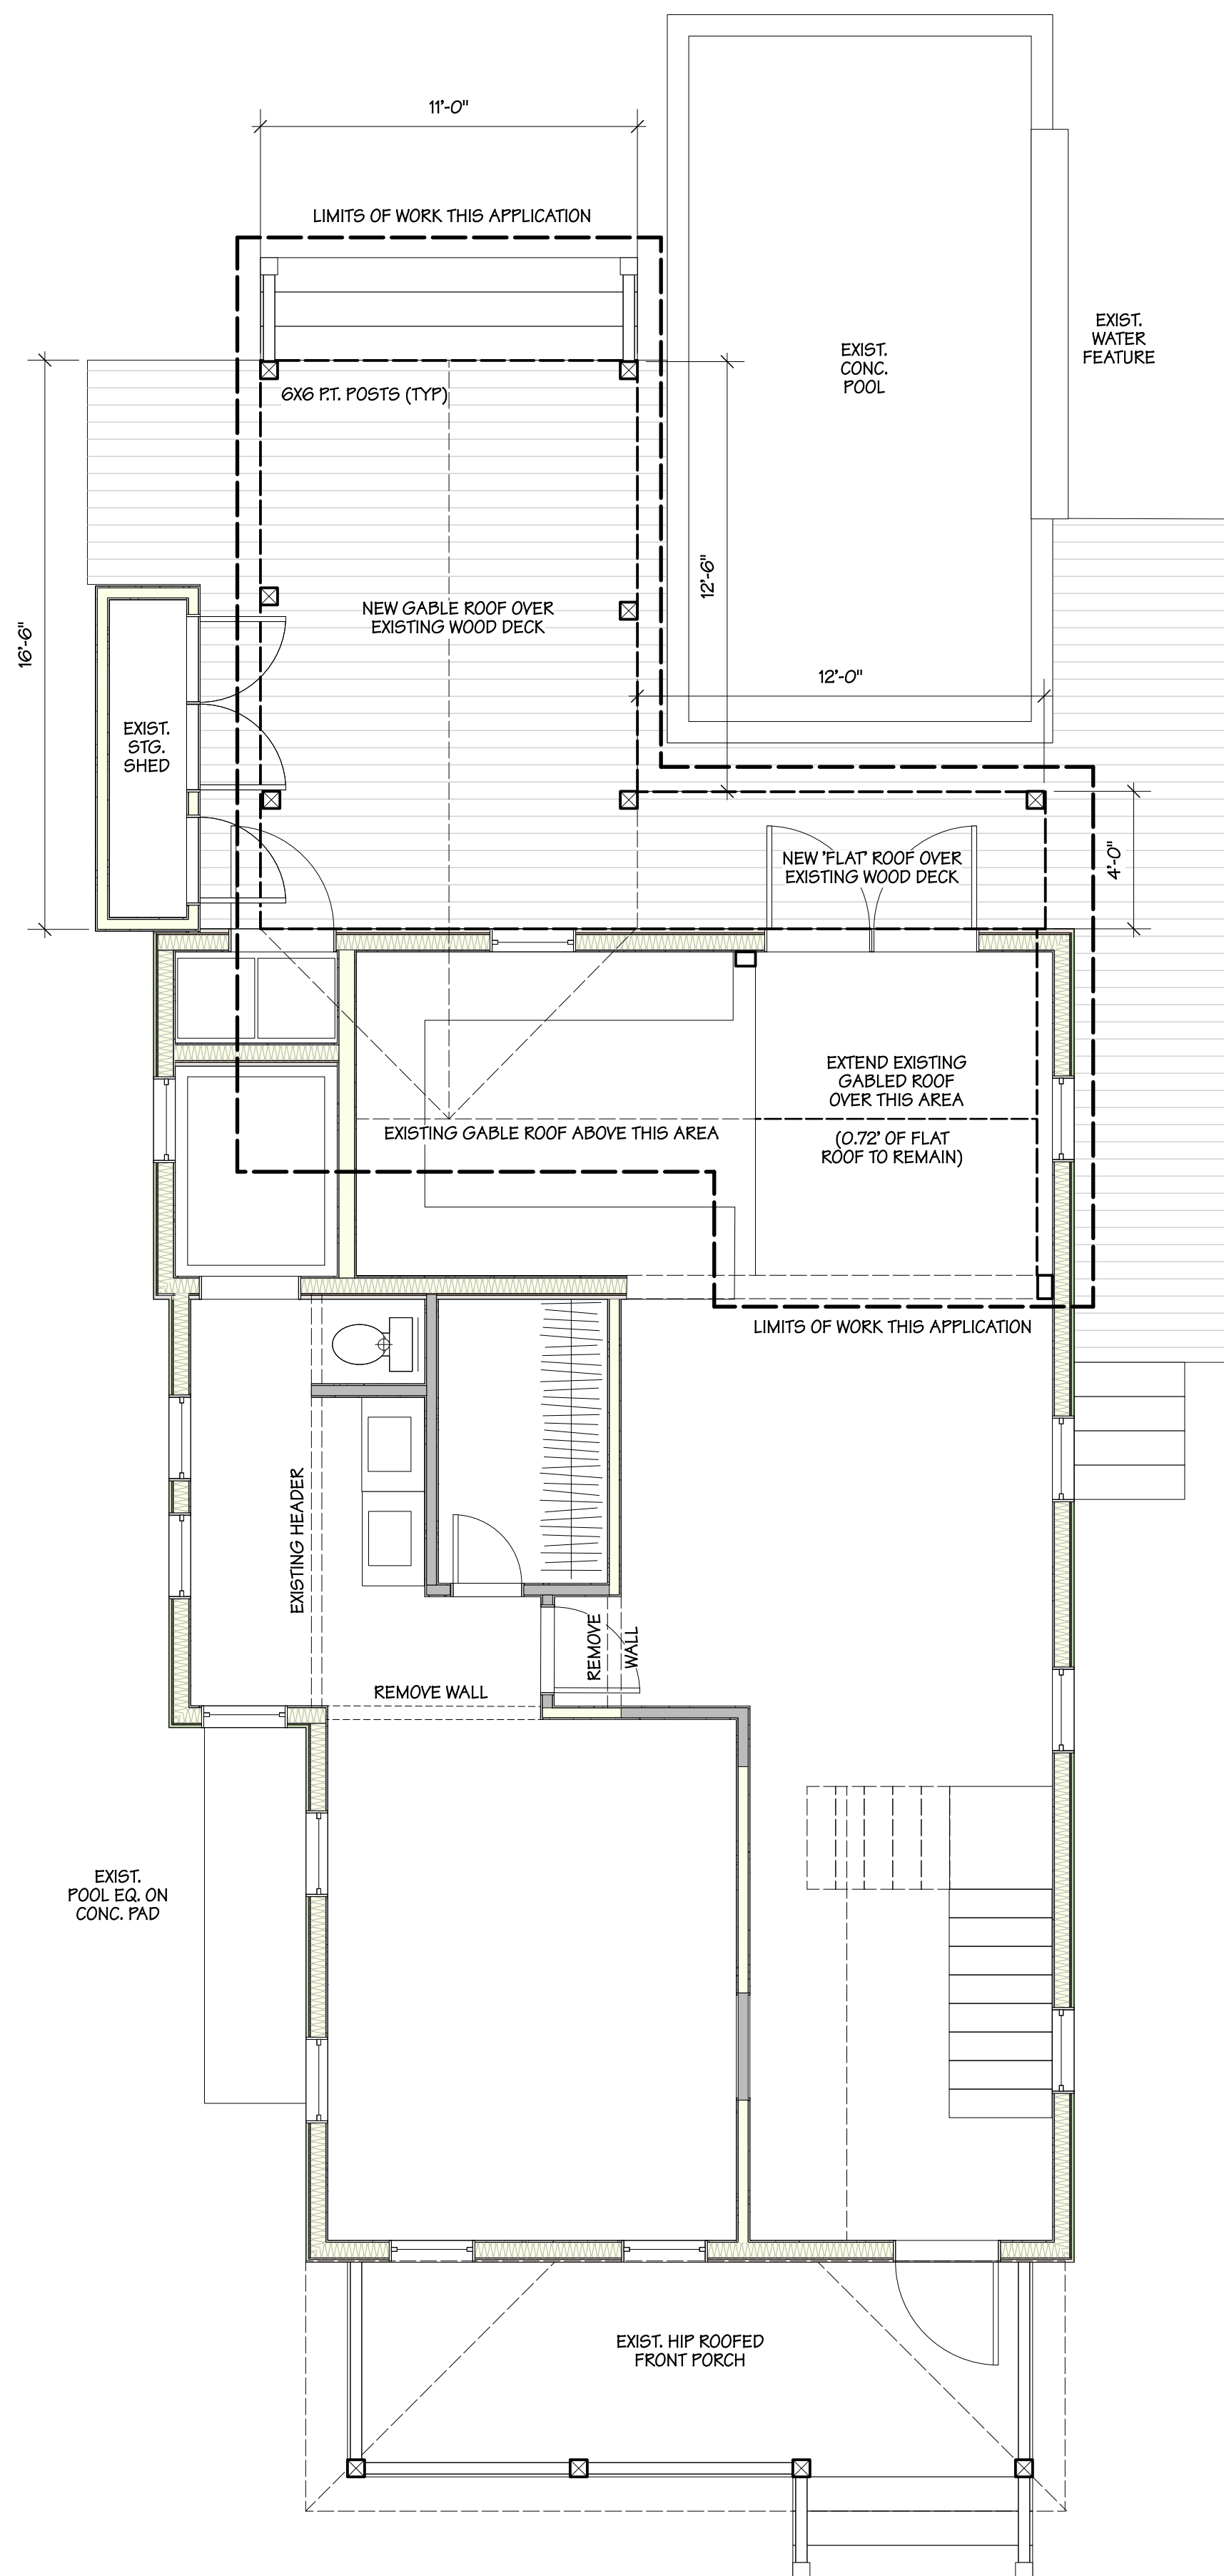 11'-0"
LIMITS OF WORK THIS APPLICATION
EXIST.
WATER
FEATURE
EXIST.
CONC.
POOL
6X6 P.T. POSTS (TYP)
12'-6"
NEW GABLE ROOF OVER
EXISTING WOOD DECK
16'-6"
12'-0"
EXIST.
STG.
SHED
NEW 'FLAT' ROOF OVER
EXISTING WOOD DECK
4'-0"
EXTEND EXISTING
GABLED ROOF
OVER THIS AREA
EXISTING GABLE ROOF ABOVE THIS AREA
(0.72' OF FLAT
ROOF TO REMAIN)
LIMITS OF WORK THIS APPLICATION
EXISTING HEADER
REMOVE
WALL
REMOVE WALL
EXIST.
POOL EQ. ON
CONC. PAD
EXIST. HIP ROOFED
FRONT PORCH